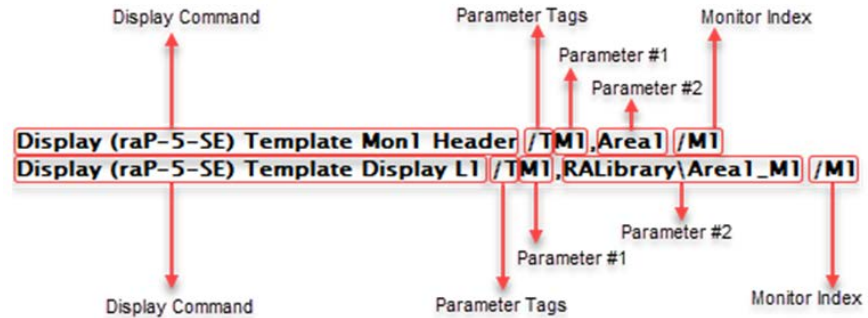 Display Command
Parameter Tags
Monitor Index
Parameter #1
Parameter #2
Display (raP-5-SE) Template Mon1 Header /TM1,Area1 /M1
Display (raP-5-SE) Template Display L1 /TM1,RALibrary\Area1_M1 /M1
Parameter #2
Parameter #1
Display Command
Parameter Tags
Monitor Index